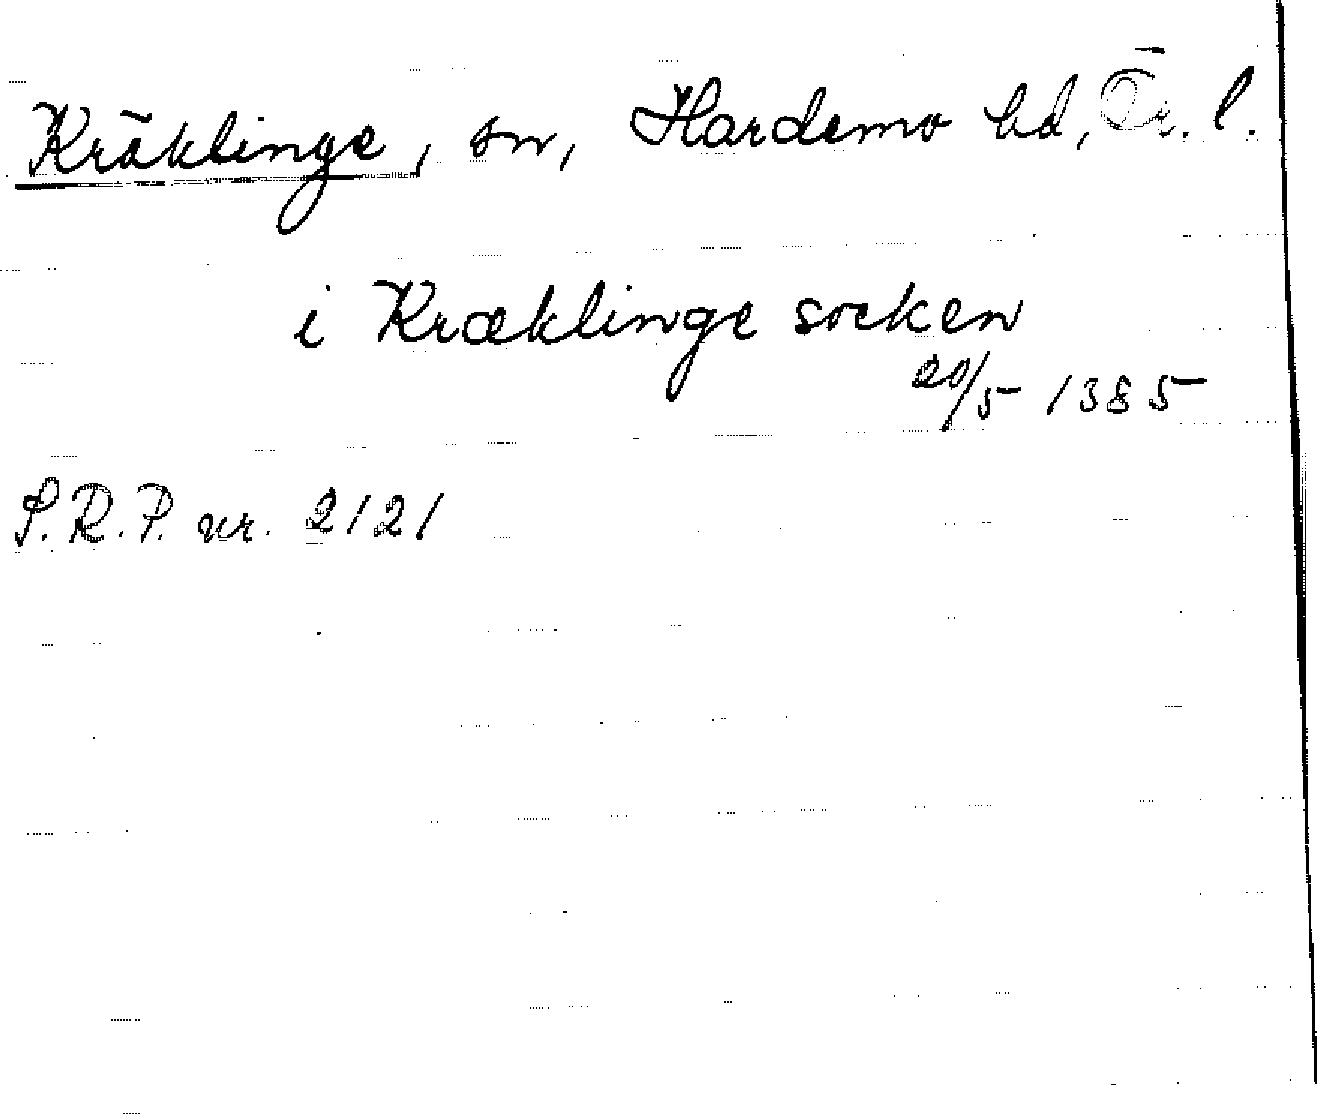 Kräklinge, sn, Hardemo hd, Ör. l.
i Kræklinge socken
20/5 1385
S.R.P. nr. 2121